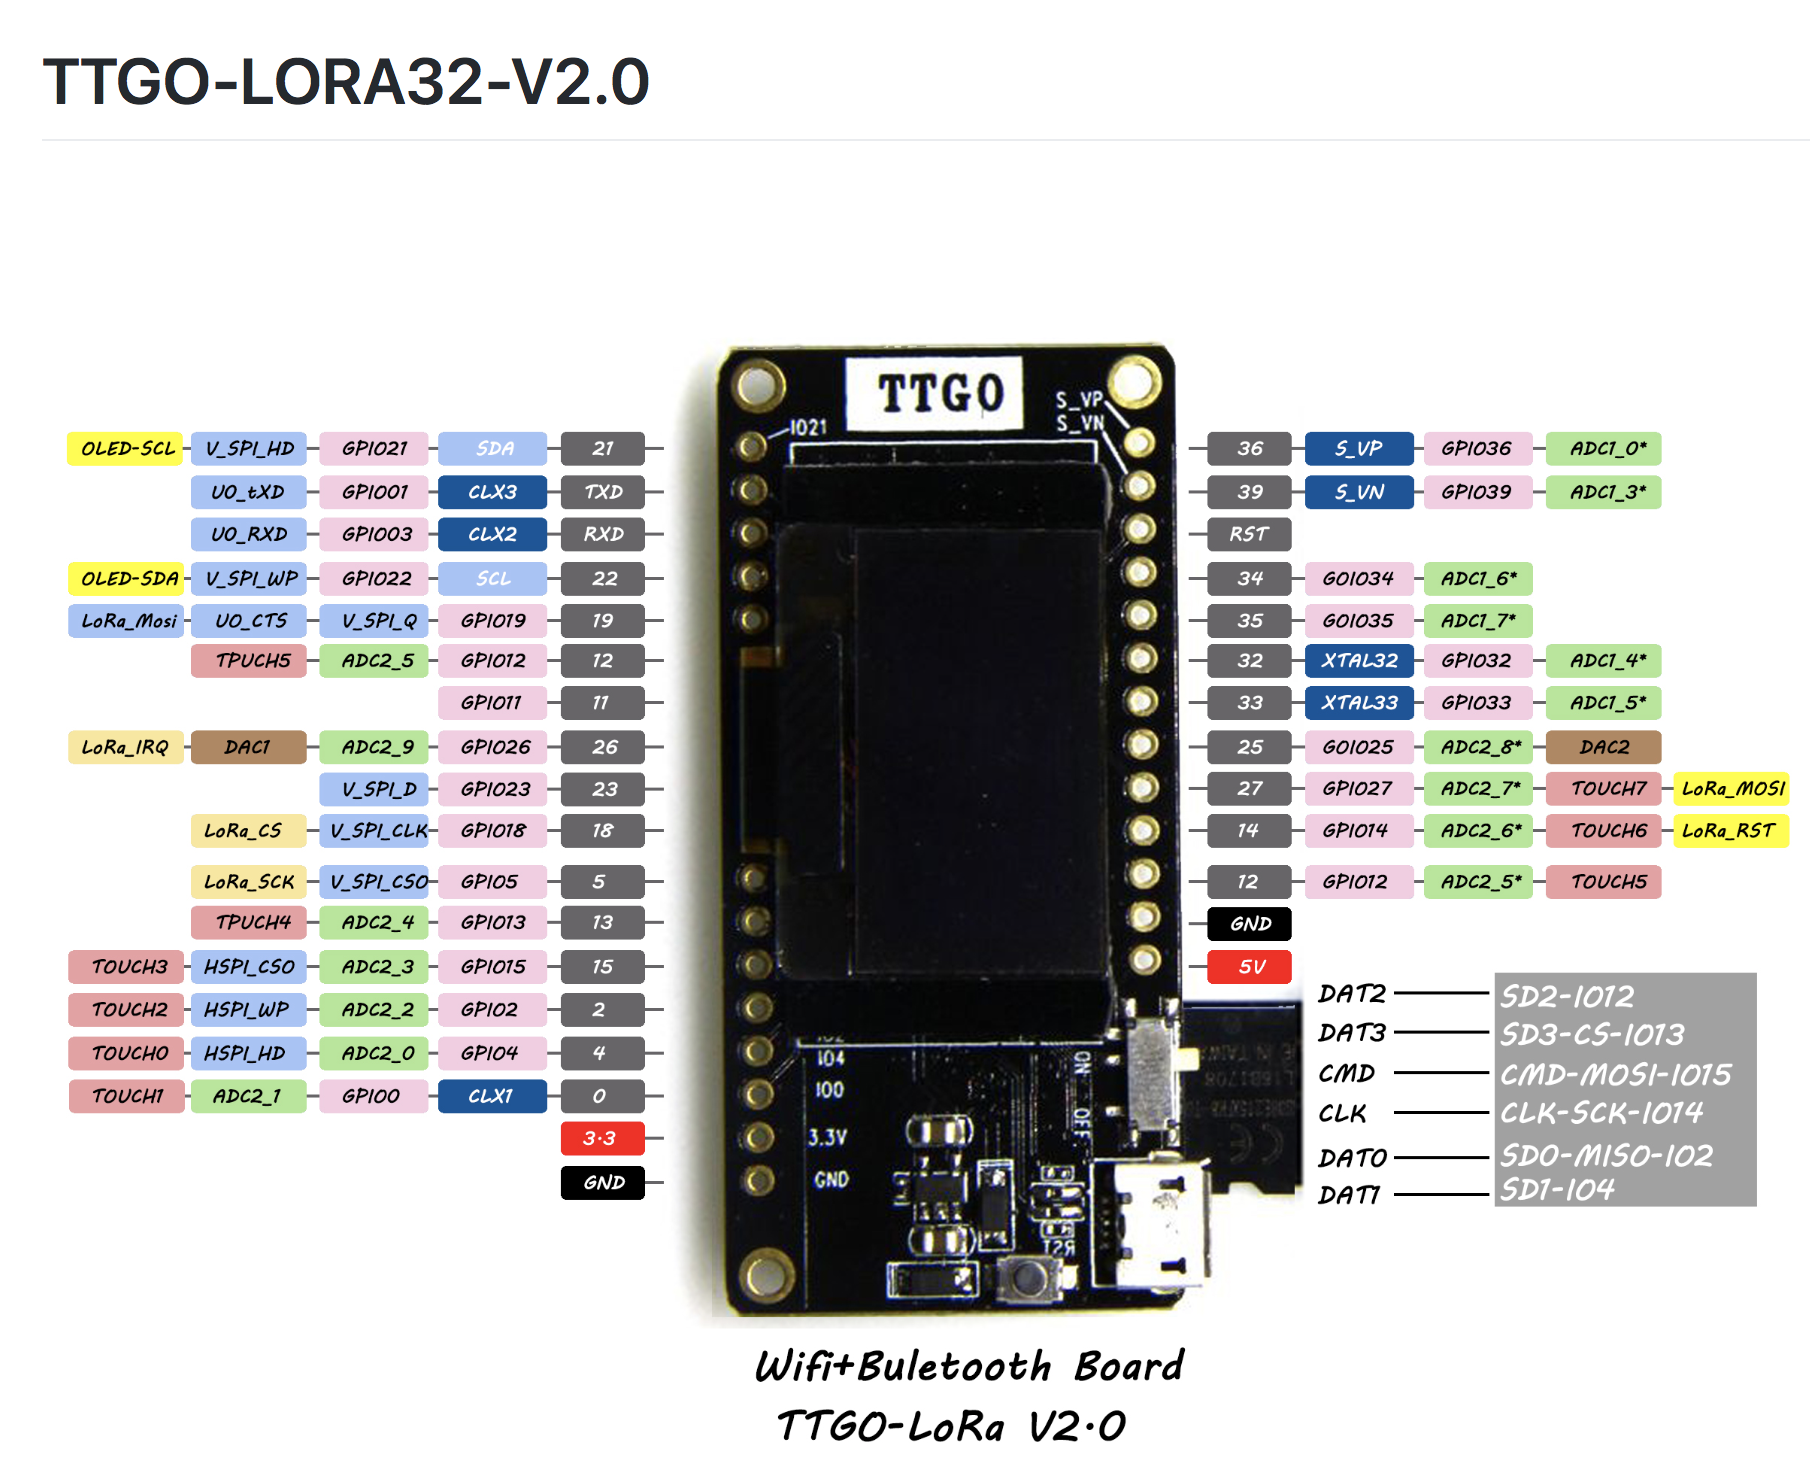 TTGO-LORA32-V2.0
TTGO
S_VP
S_VN
IO21
OLED-SCL V_SPI_HD GPIO21 SDA 21
UO_tXD GPIO01 CLX3 TXD
UO_RXD GPIO03 CLX2 RXD
OLED-SDA V_SPI_WP GPIO22 SCL 22
LoRa_Mosi UO_CTS V_SPI_Q GPIO19 19
TPUCH5 ADC2_5 GPIO12 12
GPIO11 11
LoRa_IRQ DAC1 ADC2_9 GPIO26 26
V_SPI_D GPIO23 23
LoRa_CS V_SPI_CLK GPIO18 18
LoRa_SCK V_SPI_CSO GPIO5 5
TPUCH4 ADC2_4 GPIO13 13
TOUCH3 HSPI_CSO ADC2_3 GPIO15 15
TOUCH2 HSPI_WP ADC2_2 GPIO2 2
TOUCH0 HSPI_HD ADC2_0 GPIO4 4
TOUCH1 ADC2_1 GPIO0 CLX1 0
3.3
GND
36 S_VP GPIO36 ADC1_0*
39 S_VN GPIO39 ADC1_3*
RST
34 GOIO34 ADC1_6*
35 GOIO35 ADC1_7*
32 XTAL32 GPIO32 ADC1_4*
33 XTAL33 GPIO33 ADC1_5*
25 GOIO25 ADC2_8* DAC2
27 GPIO27 ADC2_7* TOUCH7 LoRa_MOSI
14 GPIO14 ADC2_6* TOUCH6 LoRa_RST
12 GPIO12 ADC2_5* TOUCH5
GND
5V
IO4
IO0
3.3V
GND
ON
OFF
RST
DAT2 SD2-IO12
DAT3 SD3-CS-IO13
CMD CMD-MOSI-IO15
CLK CLK-SCK-IO14
DAT0 SD0-MISO-IO2
DAT1 SD1-IO4
Wifi+Buletooth Board
TTGO-LoRa V2.0